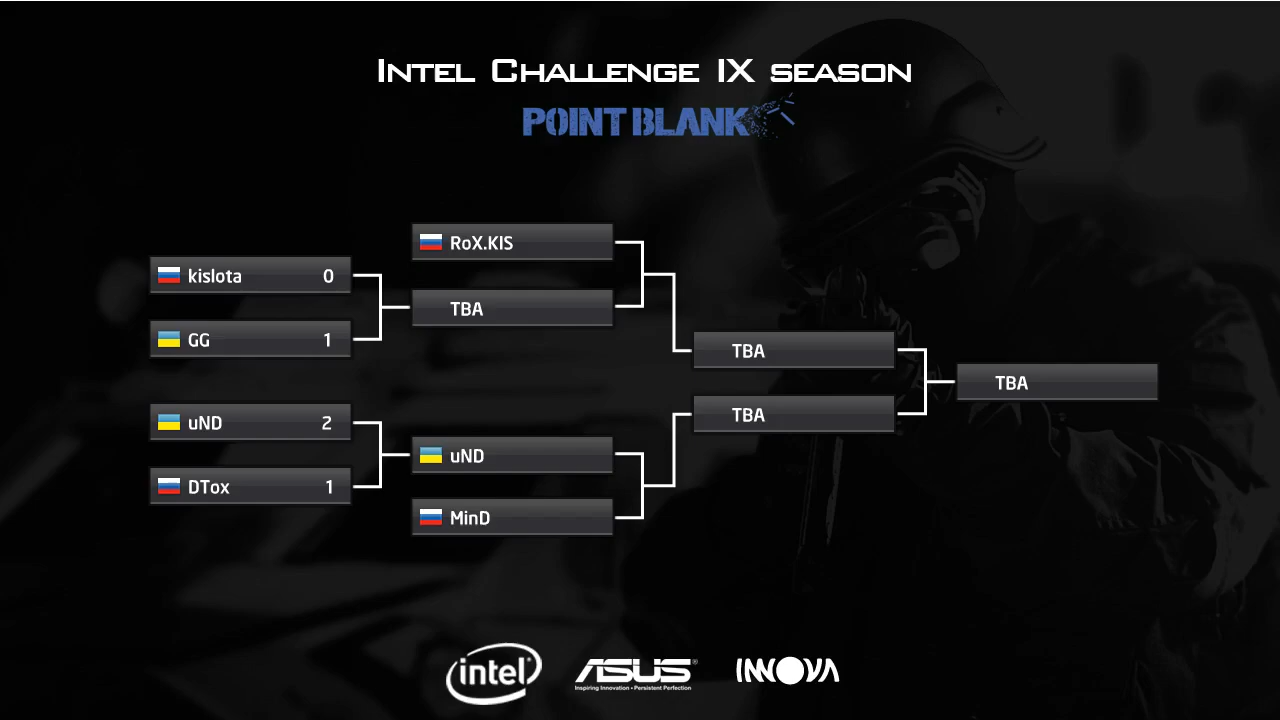 INTEL CHALLENGE IX SEASON
POINT BLANK
RoX.KIS
kislota 0
TBA
GG 1
TBA
TBA
uND 2
TBA
uND
DTox 1
MinD
intel®
ASUS®
Inspiring Innovation • Persistent Perfection
INNOVA